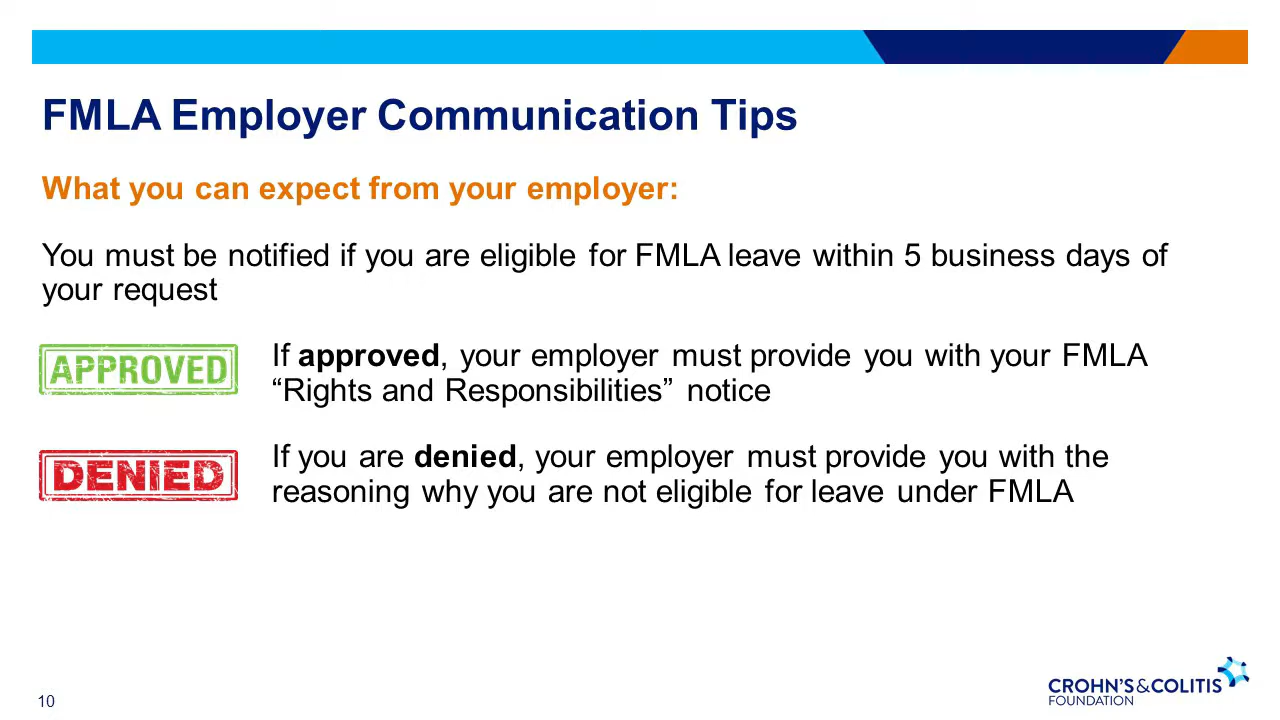 FMLA Employer Communication Tips
What you can expect from your employer:
You must be notified if you are eligible for FMLA leave within 5 business days of
your request
APPROVED
If approved, your employer must provide you with your FMLA
“Rights and Responsibilities” notice
DENIED
If you are denied, your employer must provide you with the
reasoning why you are not eligible for leave under FMLA
10
CROHN’S & COLITIS
FOUNDATION